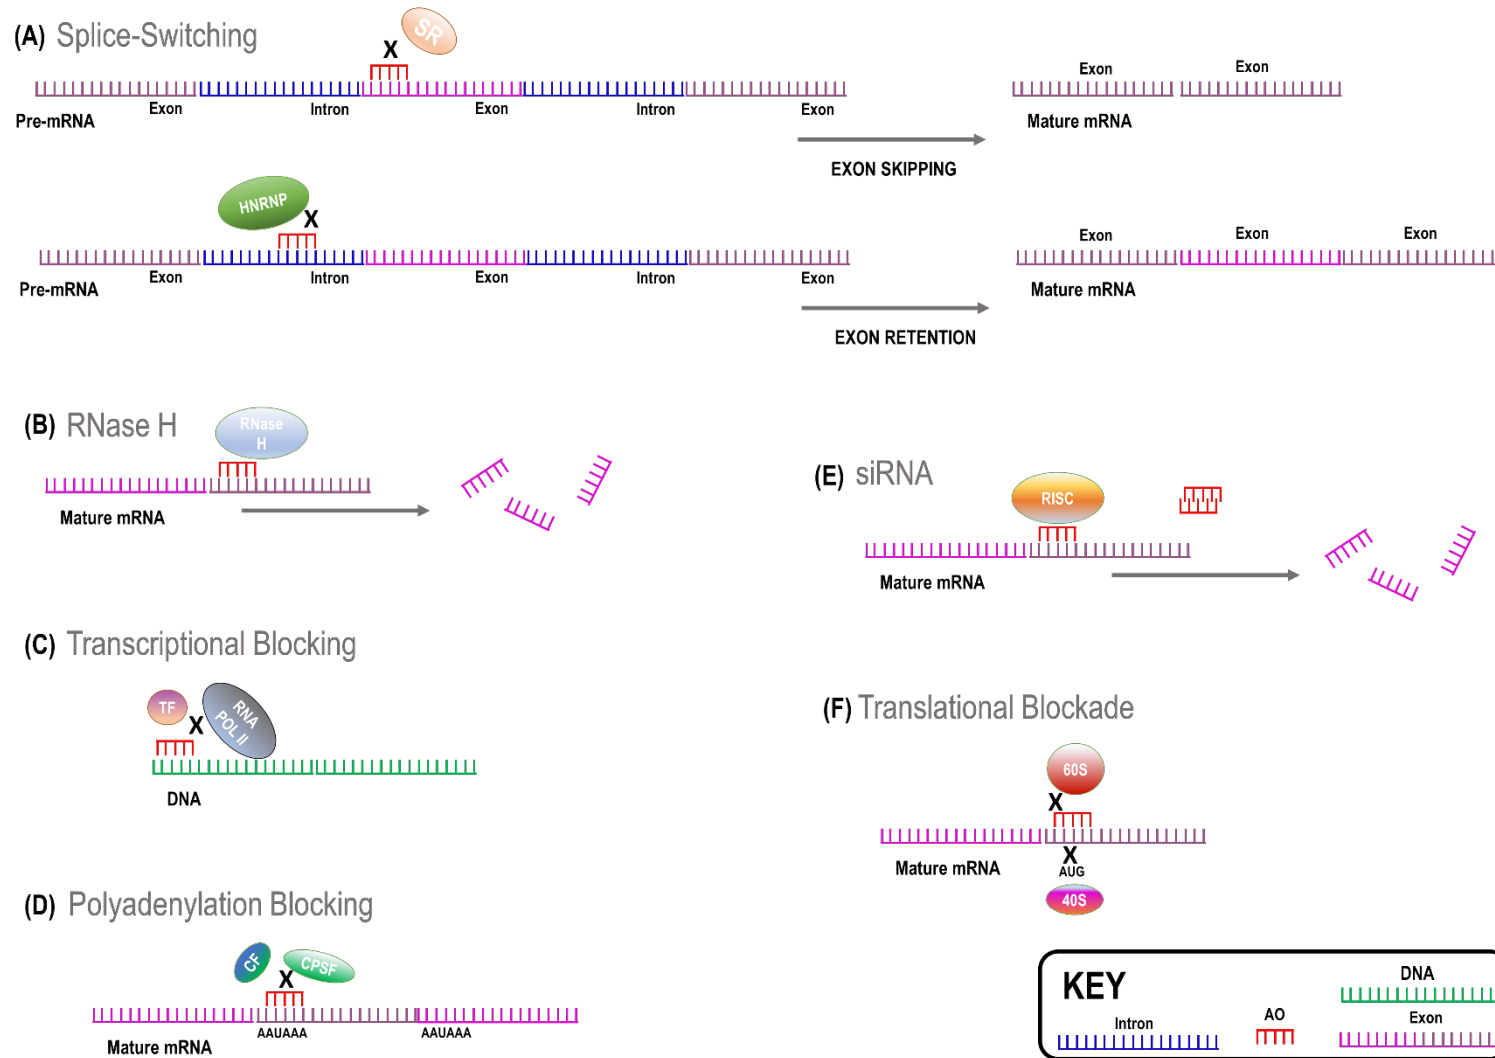 (A) Splice-Switching
SR
X
Exon
Intron
Exon
Intron
Exon
Pre-mRNA
EXON SKIPPING
Exon
Exon
Mature mRNA
HNRNP
X
Exon
Intron
Exon
Intron
Exon
Pre-mRNA
EXON RETENTION
Exon
Exon
Exon
Mature mRNA
(B) RNase H
RNase
H
Mature mRNA
(C) Transcriptional Blocking
TF
X
RNA
POL II
DNA
(D) Polyadenylation Blocking
CF
X
CPSF
AAUAAA
AAUAAA
Mature mRNA
(E) siRNA
RISC
Mature mRNA
(F) Translational Blockade
60S
X
Mature mRNA
X
AUG
40S
KEY
Intron
AO
DNA
Exon